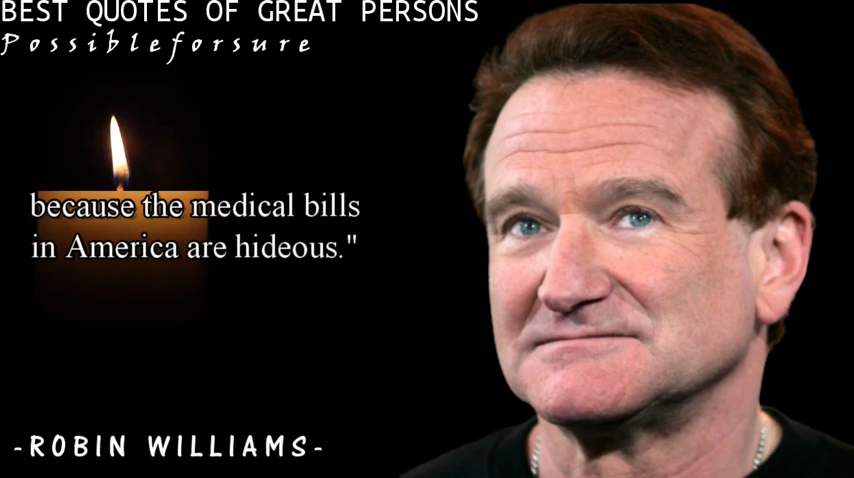 BEST QUOTES OF GREAT PERSONS
Possibleforsure
because the medical bills
in America are hideous."
-ROBIN WILLIAMS-